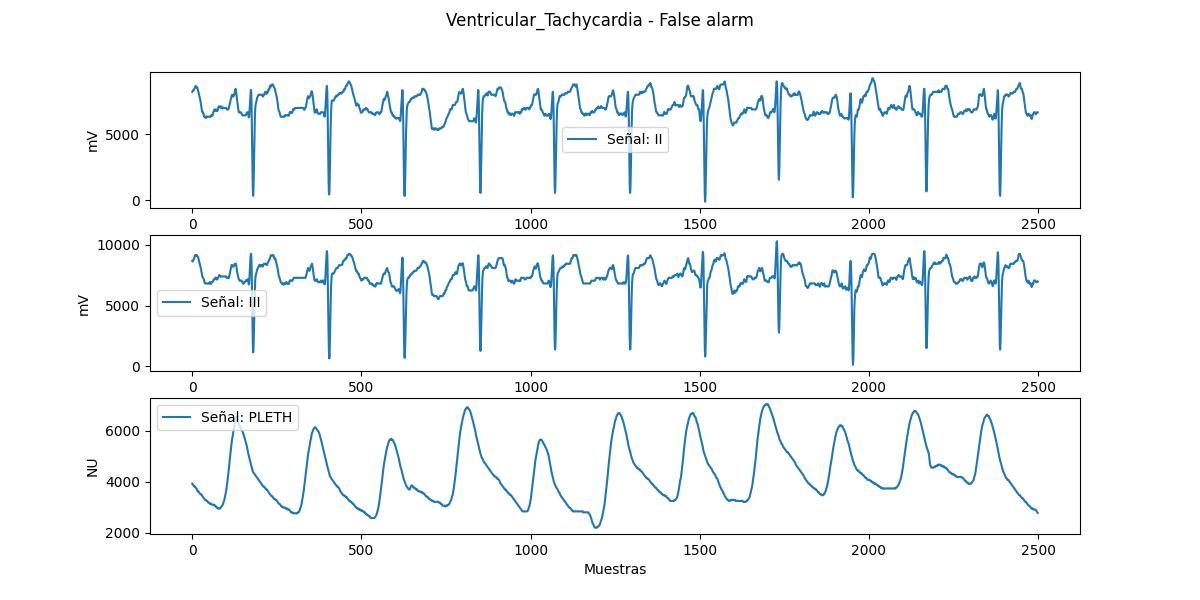 Ventricular_Tachycardia - False alarm
5000
0
mV
Señal: II
0 500 1000 1500 2000 2500
10000
5000
0
mV
Señal: III
0 500 1000 1500 2000 2500
6000
4000
2000
NU
Señal: PLETH
0 500 1000 1500 2000 2500
Muestras